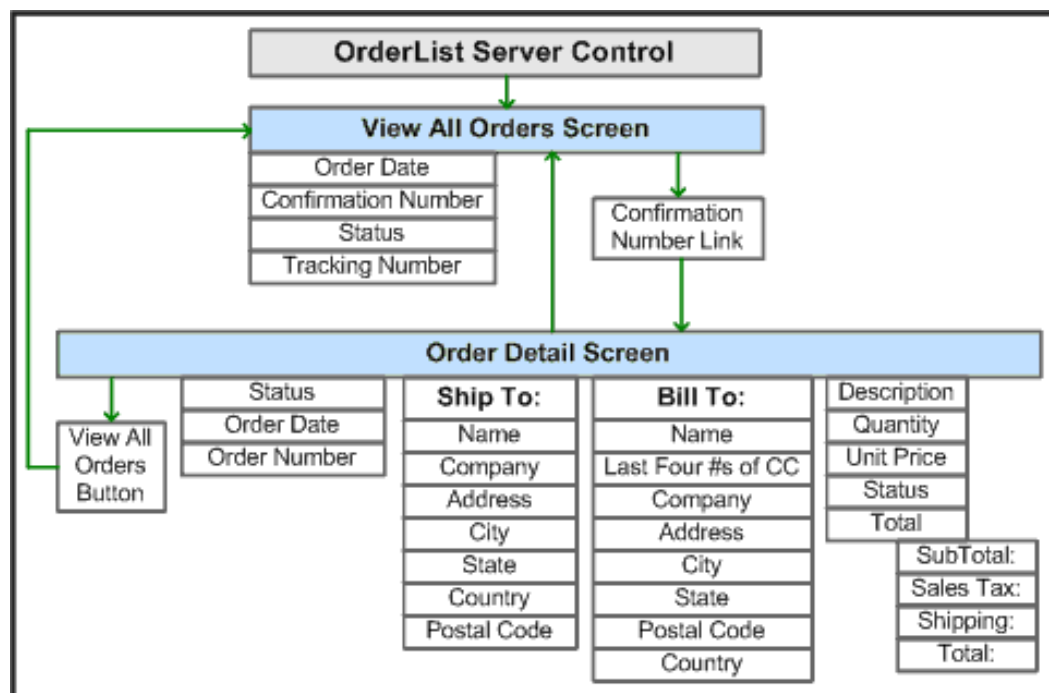 OrderList Server Control
View All Orders Screen
Order Date
Confirmation Number
Status
Tracking Number
Confirmation
Number Link
Order Detail Screen
View All
Orders
Button
Status
Order Date
Order Number
Ship To:
Name
Company
Address
City
State
Country
Postal Code
Bill To:
Name
Last Four #s of CC
Company
Address
City
State
Postal Code
Country
Description
Quantity
Unit Price
Status
Total
SubTotal:
Sales Tax:
Shipping:
Total: